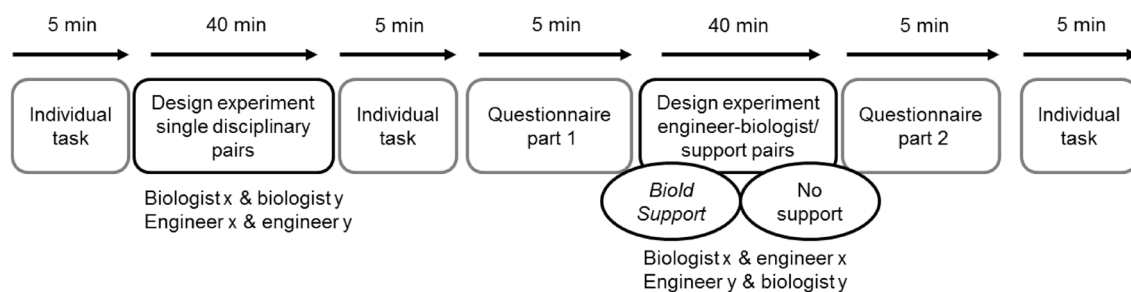 5 min
40 min
5 min
5 min
40 min
5 min
5 min
Individual
task
Design experiment
single disciplinary
pairs
Individual
task
Questionnaire
part 1
Design experiment
engineer-biologist/
support pairs
Questionnaire
part 2
Individual
task
BioId
Support
No
support
Biologist x & biologist y
Engineer x & engineer y
Biologist x & engineer x
Engineer y & biologist y